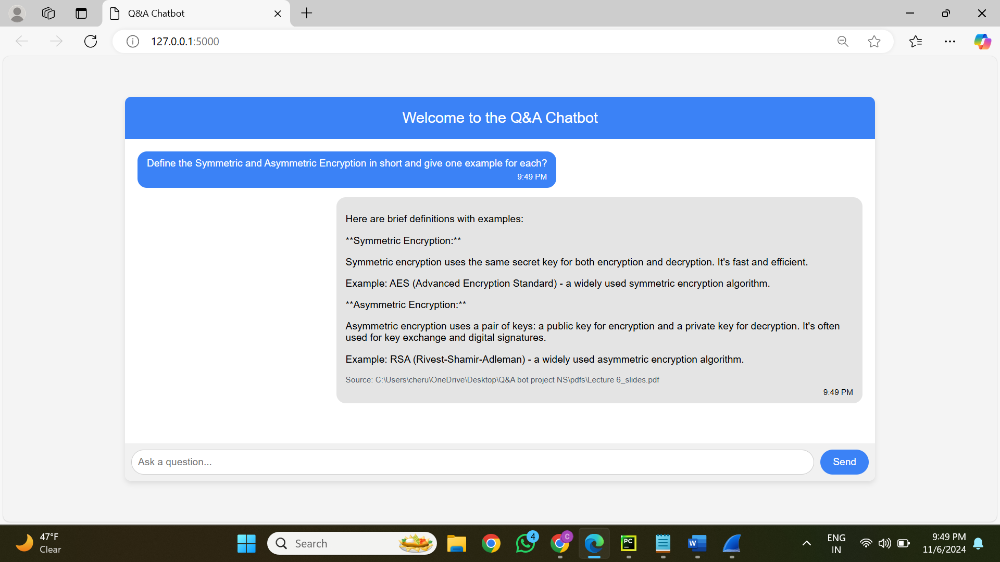 Q&A Chatbot
127.0.0.1:5000
Welcome to the Q&A Chatbot
Define the Symmetric and Asymmetric Encryption in short and give one example for each?
9:49 PM
Here are brief definitions with examples:
**Symmetric Encryption:**
Symmetric encryption uses the same secret key for both encryption and decryption. It's fast and efficient.
Example: AES (Advanced Encryption Standard) - a widely used symmetric encryption algorithm.
**Asymmetric Encryption:**
Asymmetric encryption uses a pair of keys: a public key for encryption and a private key for decryption. It's often
used for key exchange and digital signatures.
Example: RSA (Rivest-Shamir-Adleman) - a widely used asymmetric encryption algorithm.
Source: C:\Users\cheru\OneDrive\Desktop\Q&A bot project NS\pdfs\Lecture 6_slides.pdf
9:49 PM
Ask a question...
Send
47°F
Clear
Search
4
C
PC
W
ENG
IN
9:49 PM
11/6/2024